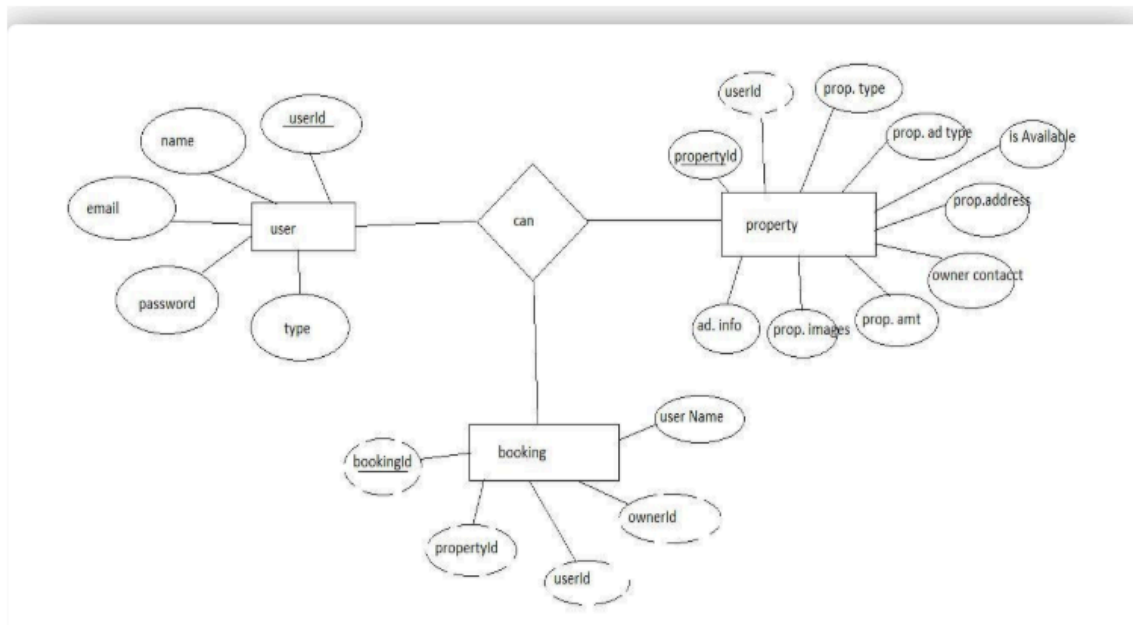 userId
name
email
user
password
type
can
userId
prop. type
prop. ad type
is Available
propertyId
prop.address
property
owner contacct
ad. info
prop. images
prop. amt
user Name
booking
bookingId
ownerId
propertyId
userId